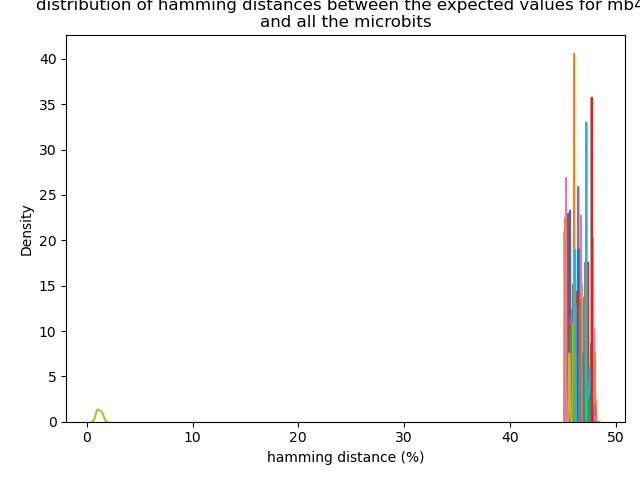 distribution of hamming distances between the expected values for mb4
and all the microbits
40
35
30
25
20
15
10
5
0
Density
0 10 20 30 40 50
hamming distance (%)